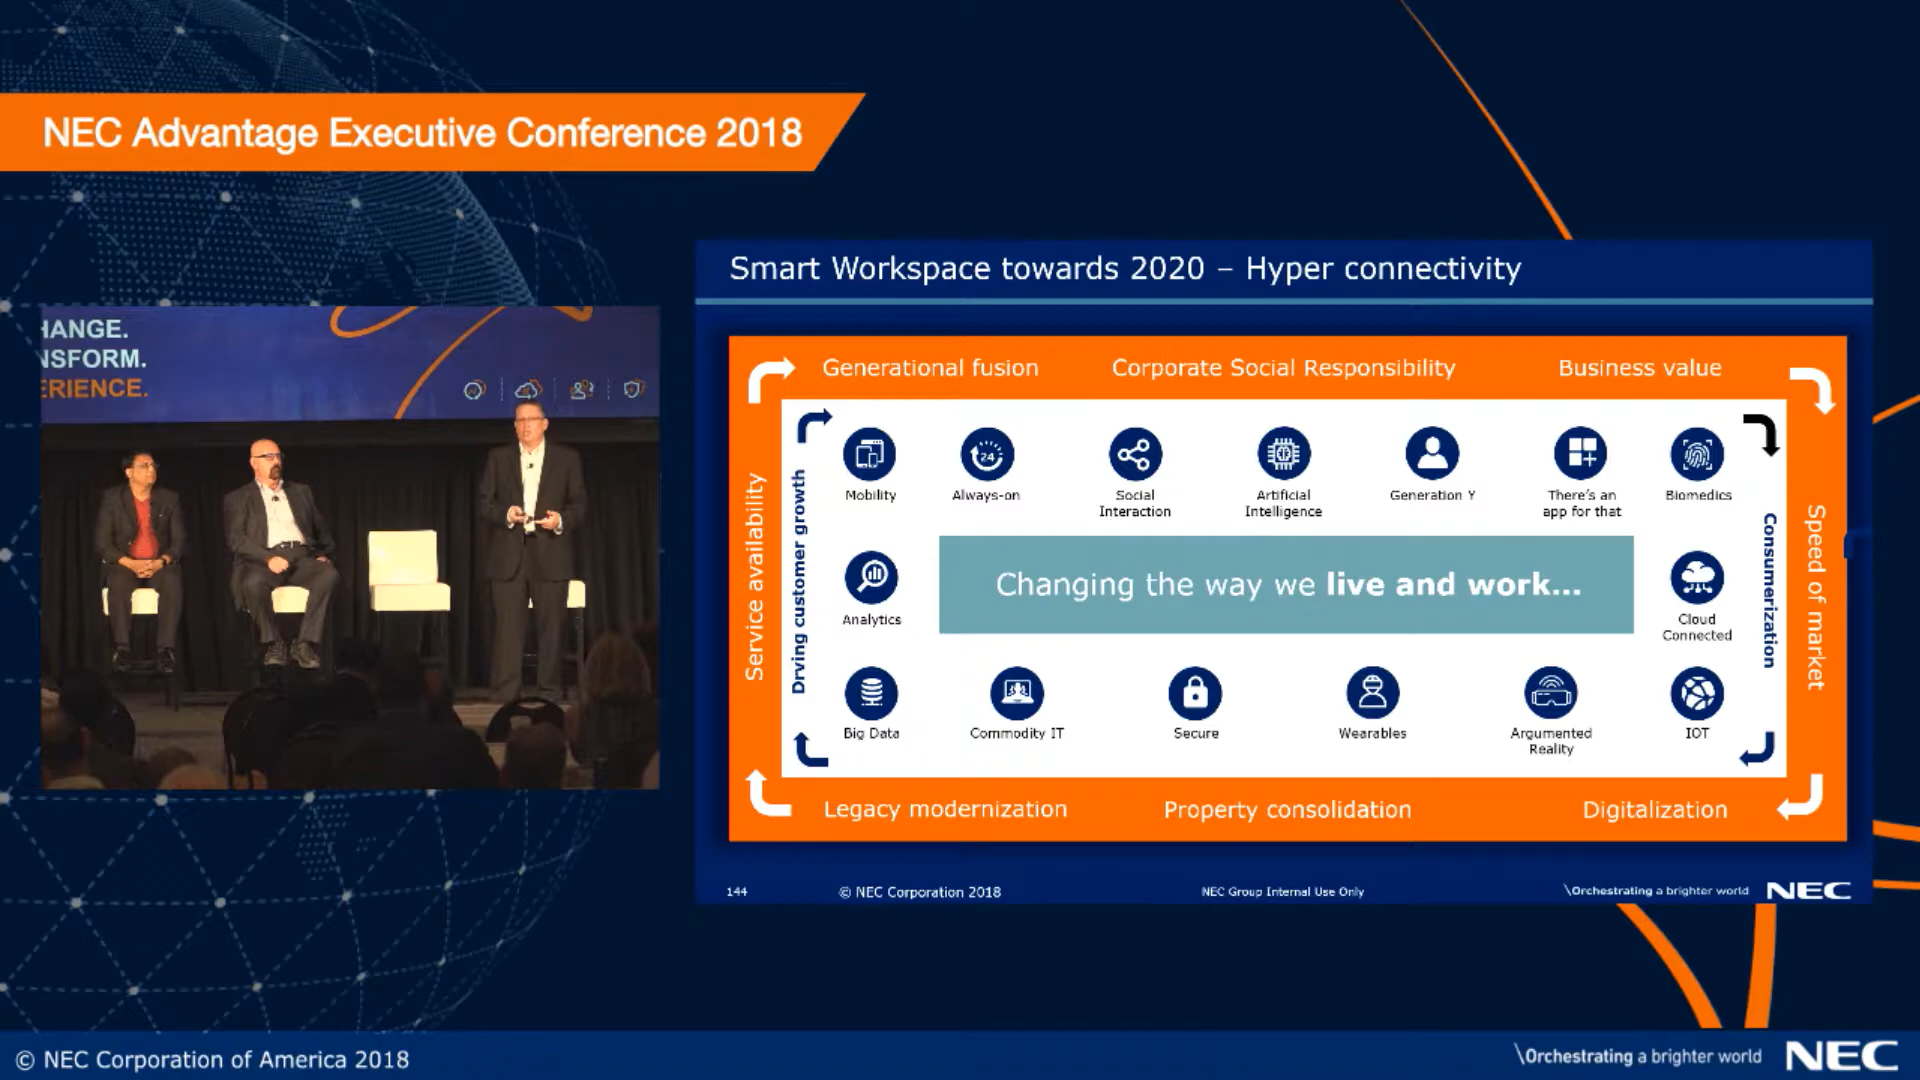 NEC Advantage Executive Conference 2018
HANGE.
NSFORM.
ERIENCE.
Smart Workspace towards 2020 – Hyper connectivity
Generational fusion
Corporate Social Responsibility
Business value
Service availability
Drving customer growth
Mobility
Always-on
24
Social
Interaction
Artificial
Intelligence
Generation Y
There's an
app for that
Biomedics
Consumerization
Speed of market
Analytics
Changing the way we live and work...
Cloud
Connected
Big Data
Commodity IT
Secure
Wearables
Argumented
Reality
IOT
Legacy modernization
Property consolidation
Digitalization
144
© NEC Corporation 2018
NEC Group Internal Use Only
\Orchestrating a brighter world
NEC
© NEC Corporation of America 2018
\Orchestrating a brighter world
NEC